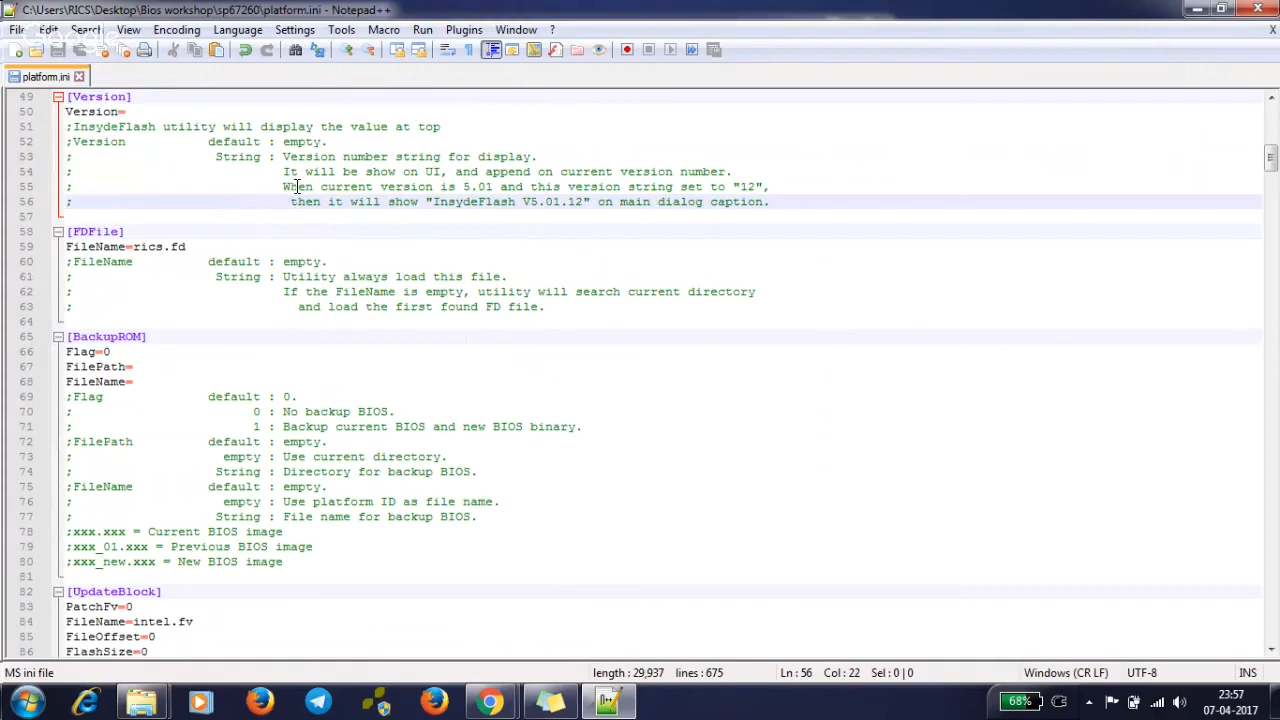 C:\Users\RICS\Desktop\Bios workshop\sp67260\platform.ini - Notepad++
File Edit Search View Encoding Language Settings Tools Macro Run Plugins Window ? X
Google
platform.ini
49 [Version]
50 Version=
51 ;InsydeFlash utility will display the value at top
52 ;Version default : empty.
53 ; String : Version number string for display.
54 ; It will be show on UI, and append on current version number.
55 ; When current version is 5.01 and this version string set to "12",
56 ; then it will show "InsydeFlash V5.01.12" on main dialog caption.
57
58 [FDFile]
59 FileName=rics.fd
60 ;FileName default : empty.
61 ; String : Utility always load this file.
62 ; If the FileName is empty, utility will search current directory
63 ; and load the first found FD file.
64
65 [BackupROM]
66 Flag=0
67 FilePath=
68 FileName=
69 ;Flag default : 0.
70 ; 0 : No backup BIOS.
71 ; 1 : Backup current BIOS and new BIOS binary.
72 ;FilePath default : empty.
73 ; empty : Use current directory.
74 ; String : Directory for backup BIOS.
75 ;FileName default : empty.
76 ; empty : Use platform ID as file name.
77 ; String : File name for backup BIOS.
78 ;xxx.xxx = Current BIOS image
79 ;xxx_01.xxx = Previous BIOS image
80 ;xxx_new.xxx = New BIOS image
81
82 [UpdateBlock]
83 PatchFv=0
84 FileName=intel.fv
85 FileOffset=0
86 FlashSize=0
MS ini file length : 29,937 lines : 675 Ln : 56 Col : 22 Sel : 0 | 0 Windows (CR LF) UTF-8 INS
68% 23:57
07-04-2017